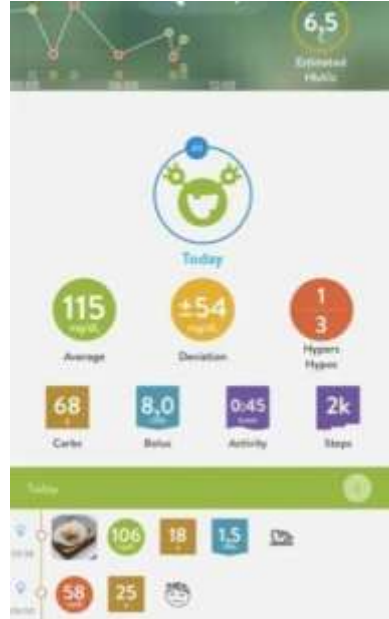 6,5
Estimated
HbA1c
Today
115
mg/dL
Average
±54
mg/dL
Deviation
1
3
Hypers
Hypos
68
g
Carbs
8,0
Bolus
0:45
Activity
2k
Steps
Today
106
18
1,5
58
25